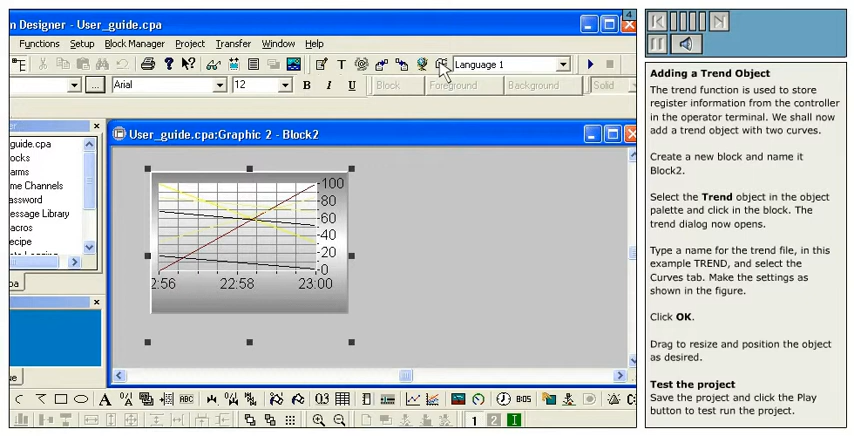 n Designer - User_guide.cpa
4
Functions Setup Block Manager Project Transfer Window Help
Language 1
Arial 12 B I U Block Foreground Background Solid
guide.cpa
ocks
arms
me Channels
assword
essage Library
acros
ecipe
User_guide.cpa:Graphic 2 - Block2
100
80
60
40
20
0
2:56 22:58 23:00
A ABC 0.3 BIOS
1 2 I
Adding a Trend Object
The trend function is used to store
register information from the controller
in the operator terminal. We shall now
add a trend object with two curves.
Create a new block and name it
Block2.
Select the Trend object in the object
palette and click in the block. The
trend dialog now opens.
Type a name for the trend file, in this
example TREND, and select the
Curves tab. Make the settings as
shown in the figure.
Click OK.
Drag to resize and position the object
as desired.
Test the project
Save the project and click the Play
button to test run the project.